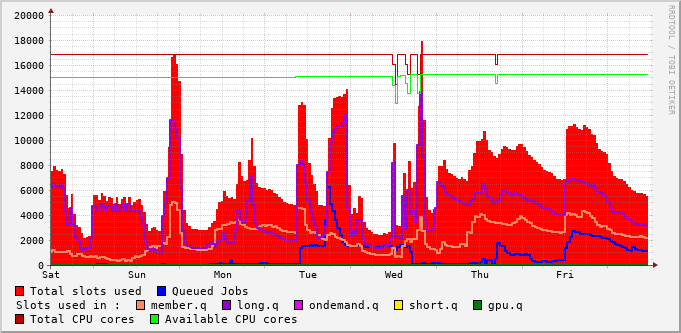 20000
18000
16000
14000
12000
10000
8000
6000
4000
2000
0
Sat Sun Mon Tue Wed Thu Fri
RRDTOOL / TOBI OETIKER
Total slots used Queued Jobs
Slots used in : member.q long.q ondemand.q short.q gpu.q
Total CPU cores Available CPU cores